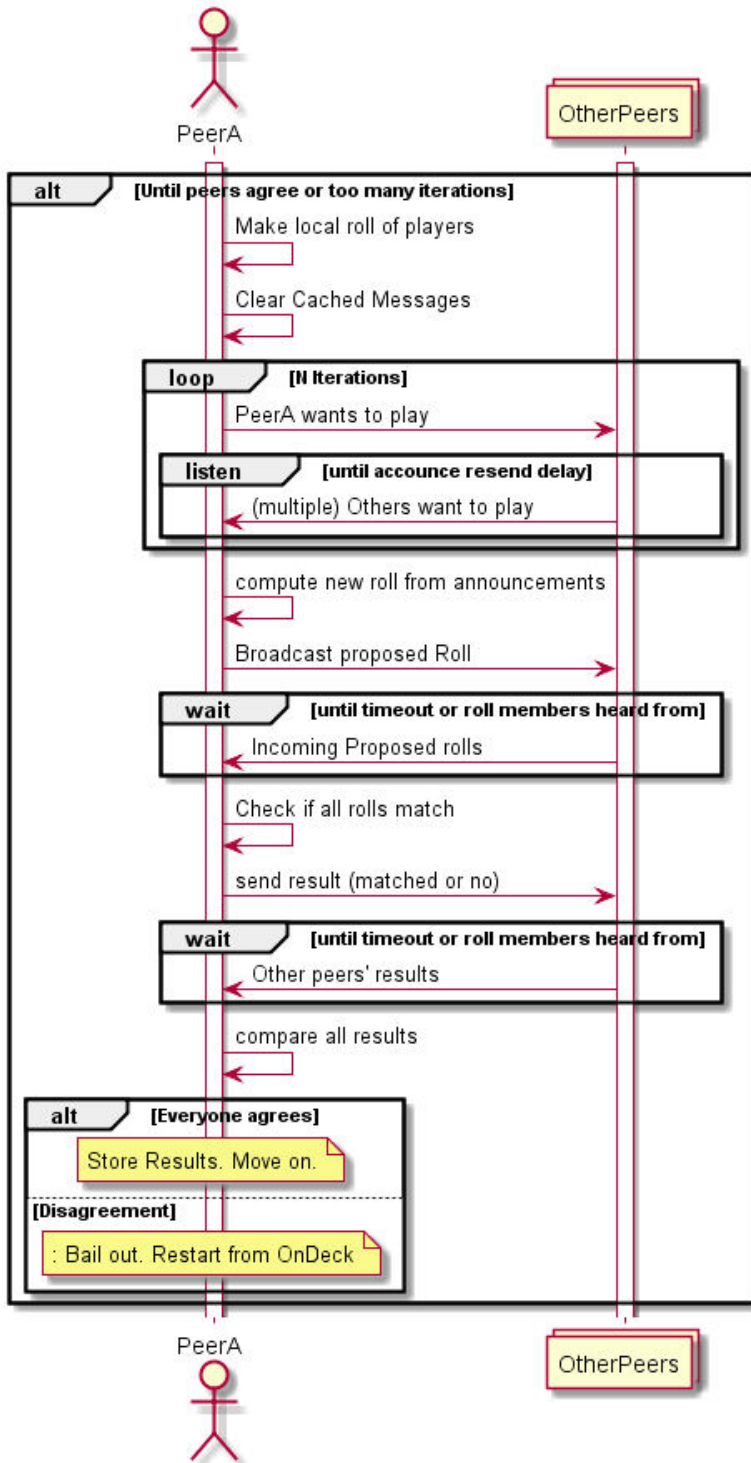 PeerA
OtherPeers
alt [Until peers agree or too many iterations]
Make local roll of players
Clear Cached Messages
loop [N Iterations]
PeerA wants to play
listen [until accounce resend delay]
(multiple) Others want to play
compute new roll from announcements
Broadcast proposed Roll
wait [until timeout or roll members heard from]
Incoming Proposed rolls
Check if all rolls match
send result (matched or no)
wait [until timeout or roll members heard from]
Other peers' results
compare all results
alt [Everyone agrees]
Store Results. Move on.
[Disagreement]
: Bail out. Restart from OnDeck
PeerA
OtherPeers